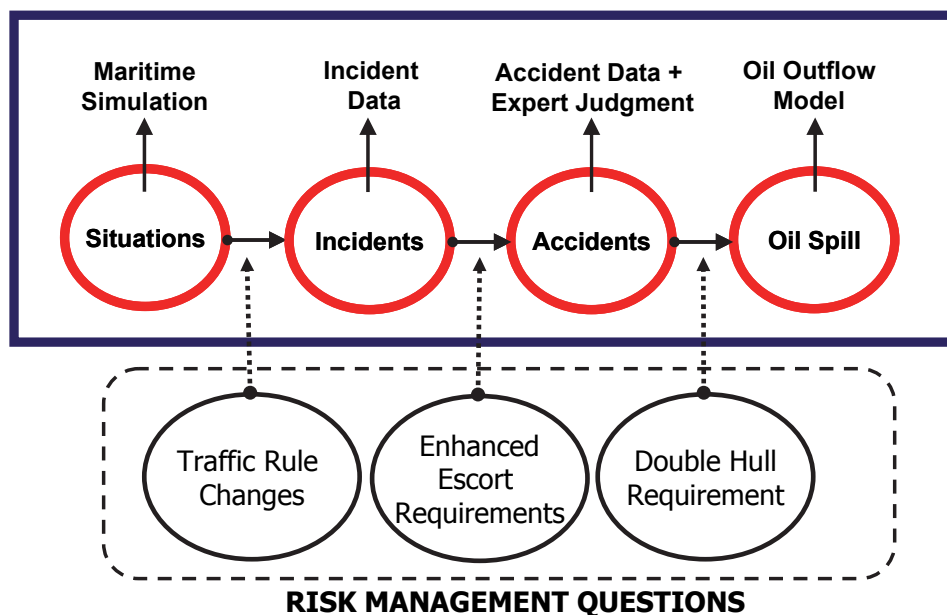 Maritime
Simulation
Incident
Data
Accident Data +
Expert Judgment
Oil Outflow
Model
Situations
Incidents
Accidents
Oil Spill
Traffic Rule
Changes
Enhanced
Escort
Requirements
Double Hull
Requirement
RISK MANAGEMENT QUESTIONS